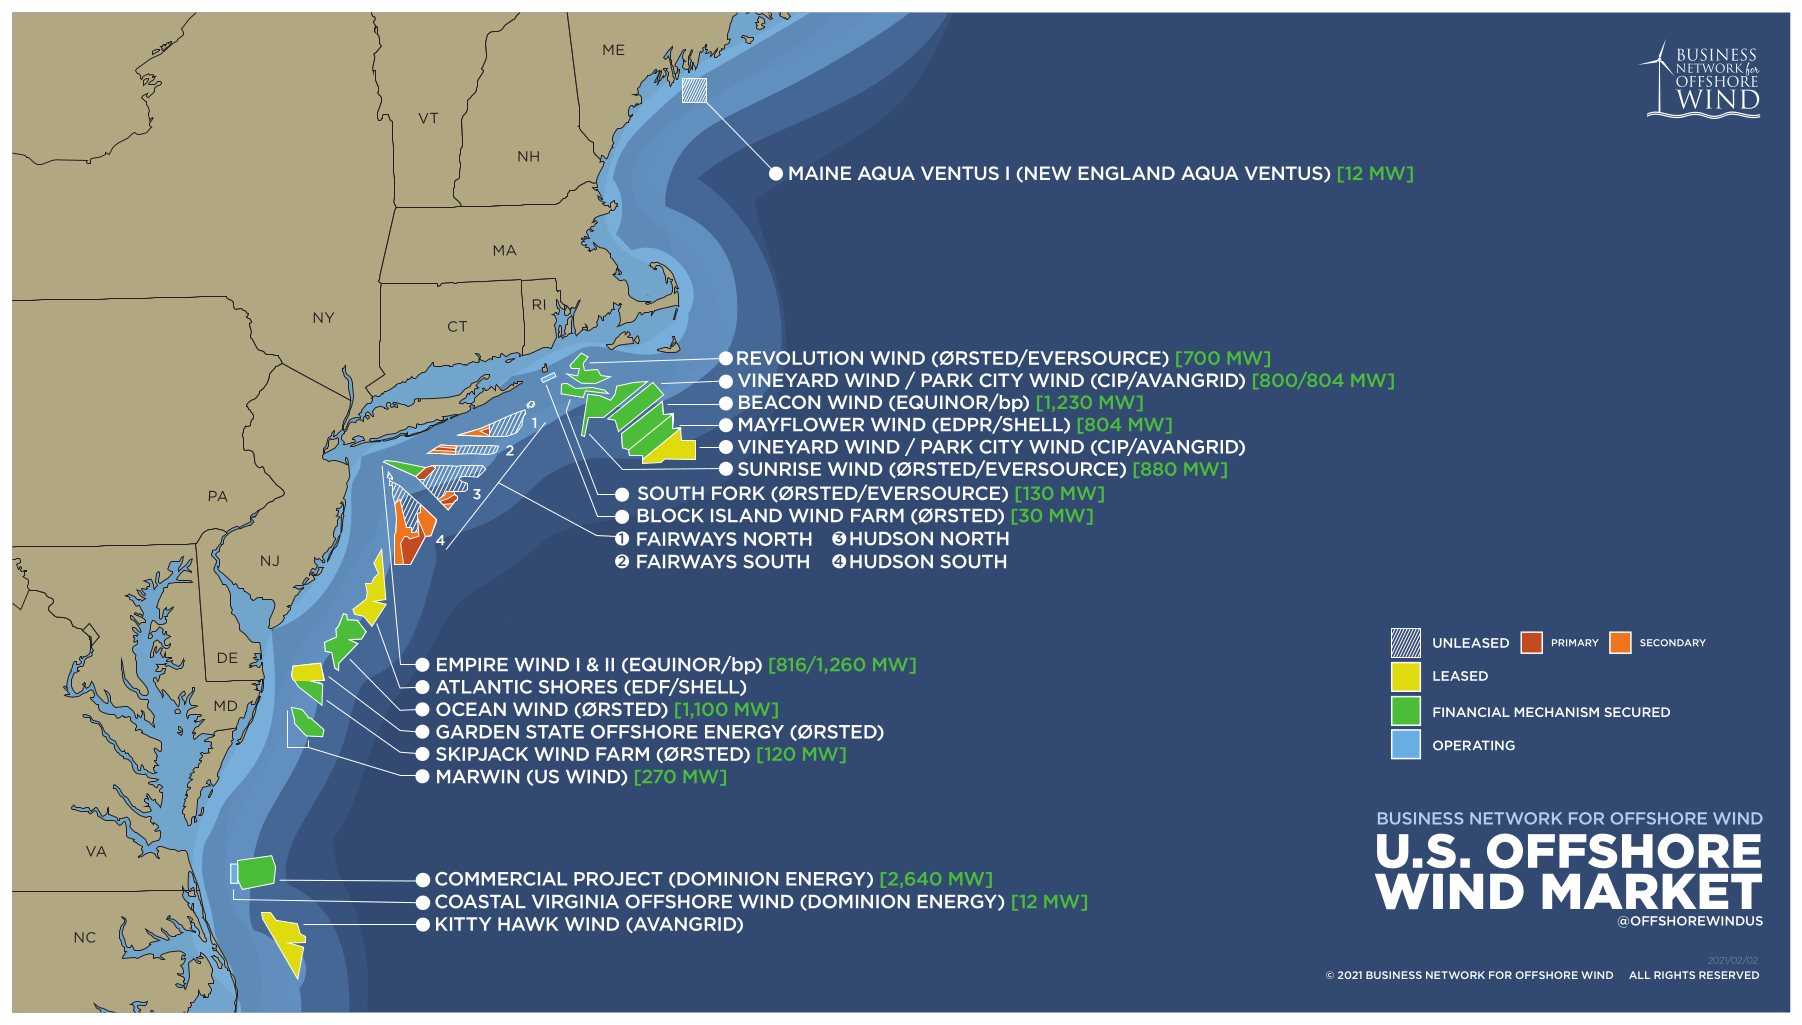 BUSINESS
NETWORK for
OFFSHORE
WIND
ME
VT
NH
MAINE AQUA VENTUS I (NEW ENGLAND AQUA VENTUS) [12 MW]
MA
RI
NY
CT
REVOLUTION WIND (ØRSTED/EVERSOURCE) [700 MW]
VINEYARD WIND / PARK CITY WIND (CIP/AVANGRID) [800/804 MW]
BEACON WIND (EQUINOR/bp) [1,230 MW]
MAYFLOWER WIND (EDPR/SHELL) [804 MW]
VINEYARD WIND / PARK CITY WIND (CIP/AVANGRID)
SUNRISE WIND (ØRSTED/EVERSOURCE) [880 MW]
SOUTH FORK (ØRSTED/EVERSOURCE) [130 MW]
BLOCK ISLAND WIND FARM (ØRSTED) [30 MW]
1 FAIRWAYS NORTH 3 HUDSON NORTH
2 FAIRWAYS SOUTH 4 HUDSON SOUTH
1
2
3
4
PA
NJ
DE
MD
EMPIRE WIND I & II (EQUINOR/bp) [816/1,260 MW]
ATLANTIC SHORES (EDF/SHELL)
OCEAN WIND (ØRSTED) [1,100 MW]
GARDEN STATE OFFSHORE ENERGY (ØRSTED)
SKIPJACK WIND FARM (ØRSTED) [120 MW]
MARWIN (US WIND) [270 MW]
UNLEASED PRIMARY SECONDARY
LEASED
FINANCIAL MECHANISM SECURED
OPERATING
VA
NC
COMMERCIAL PROJECT (DOMINION ENERGY) [2,640 MW]
COASTAL VIRGINIA OFFSHORE WIND (DOMINION ENERGY) [12 MW]
KITTY HAWK WIND (AVANGRID)
BUSINESS NETWORK FOR OFFSHORE WIND
U.S. OFFSHORE
WIND MARKET
@OFFSHOREWINDUS
2021/02/02
© 2021 BUSINESS NETWORK FOR OFFSHORE WIND ALL RIGHTS RESERVED